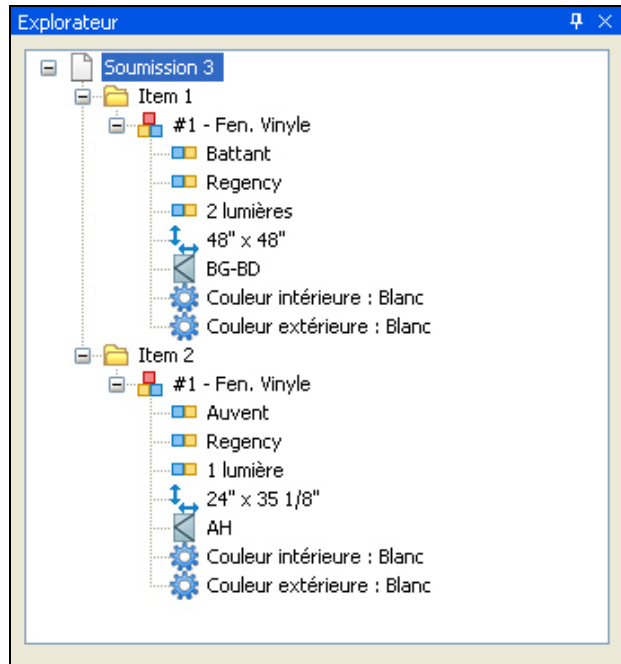 Explorateur
Soumission 3
Item 1
#1 - Fen. Vinyle
Battant
Regency
2 lumières
48" x 48"
BG-BD
Couleur intérieure : Blanc
Couleur extérieure : Blanc
Item 2
#1 - Fen. Vinyle
Auvent
Regency
1 lumière
24" x 35 1/8"
AH
Couleur intérieure : Blanc
Couleur extérieure : Blanc